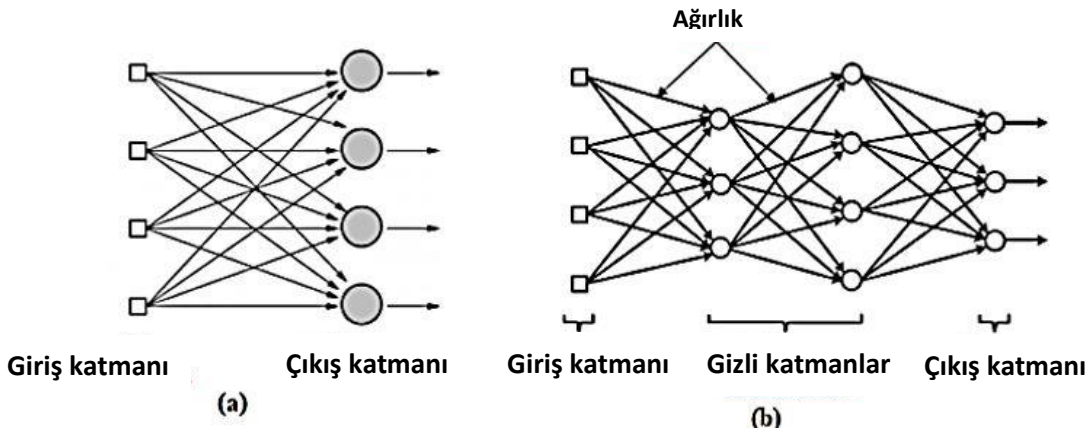 Ağırlık
Giriş katmanı Çıkış katmanı
(a)
Giriş katmanı Gizli katmanlar Çıkış katmanı
(b)